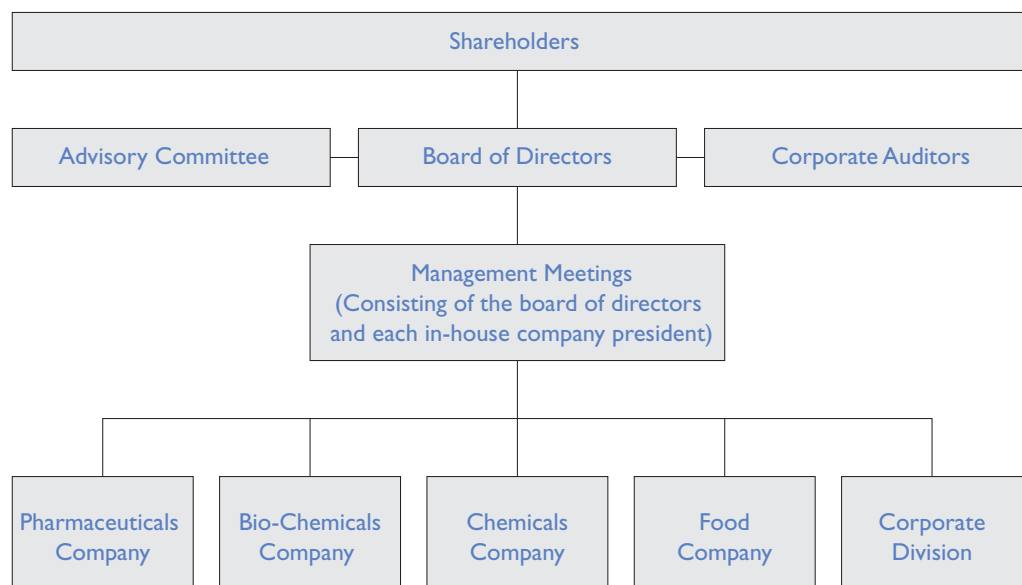 Shareholders
Advisory Committee
Board of Directors
Corporate Auditors
Management Meetings
(Consisting of the board of directors
and each in-house company president)
Pharmaceuticals
Company
Bio-Chemicals
Company
Chemicals
Company
Food
Company
Corporate
Division